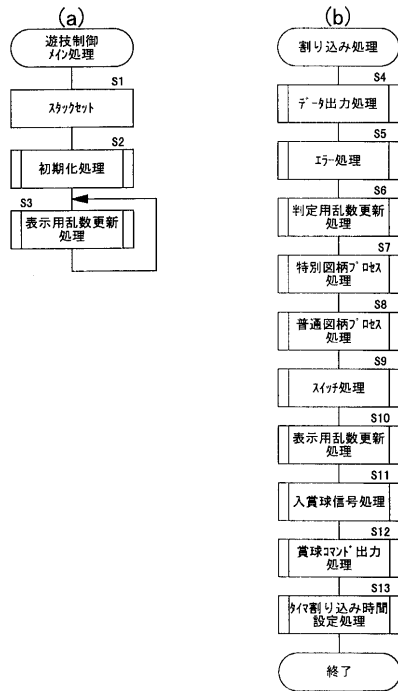 (a)
遊技制御
メイン処理
S1
スタックセット
S2
初期化処理
S3
表示用乱数更新
処理
(b)
割り込み処理
S4
データ出力処理
S5
エラー処理
S6
判定用乱数更新
処理
S7
特別図柄プロセス
処理
S8
普通図柄プロセス
処理
S9
スイッチ処理
S10
表示用乱数更新
処理
S11
入賞球信号処理
S12
賞球コマンド出力
処理
S13
タイマ割り込み時間
設定処理
終了